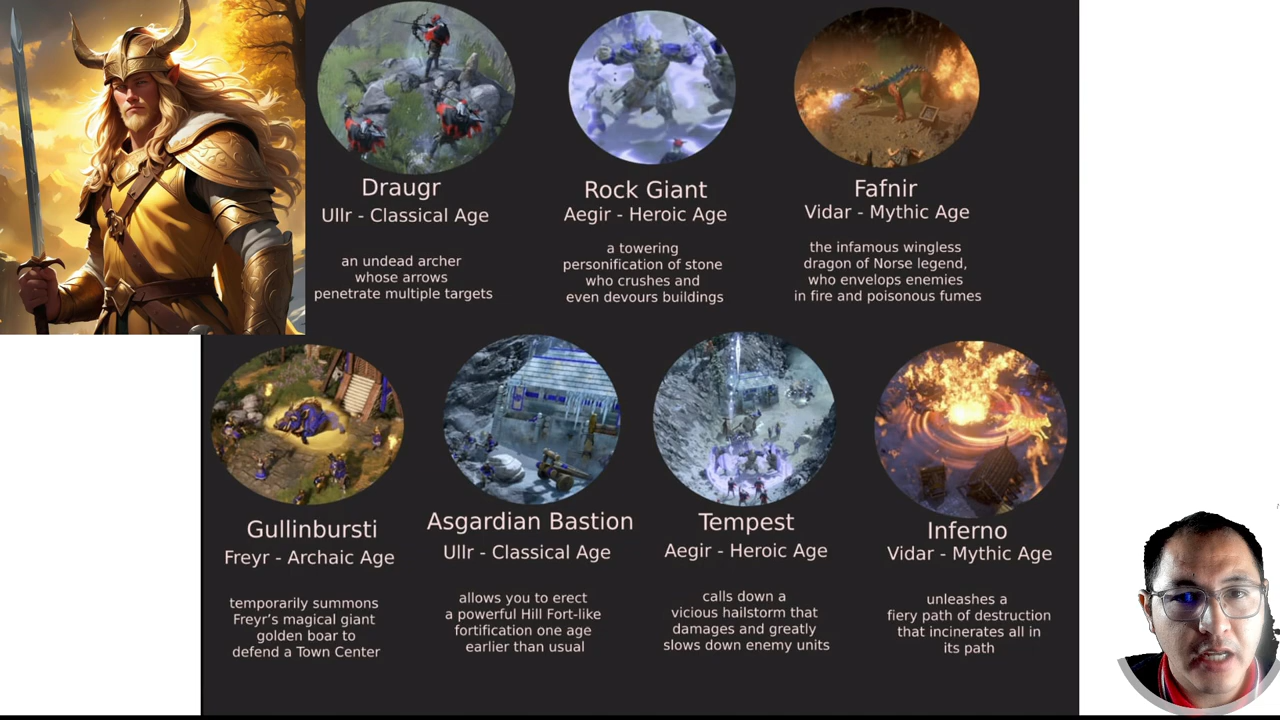 Draugr
Ullr - Classical Age
an undead archer
whose arrows
penetrate multiple targets
Rock Giant
Aegir - Heroic Age
a towering
personification of stone
who crushes and
even devours buildings
Fafnir
Vidar - Mythic Age
the infamous wingless
dragon of Norse legend,
who envelops enemies
in fire and poisonous fumes
Gullinbursti
Freyr - Archaic Age
temporarily summons
Freyr’s magical giant
golden boar to
defend a Town Center
Asgardian Bastion
Ullr - Classical Age
allows you to erect
a powerful Hill Fort-like
fortification one age
earlier than usual
Tempest
Aegir - Heroic Age
calls down a
vicious hailstorm that
damages and greatly
slows down enemy units
Inferno
Vidar - Mythic Age
unleashes a
fiery path of destruction
that incinerates all in
its path